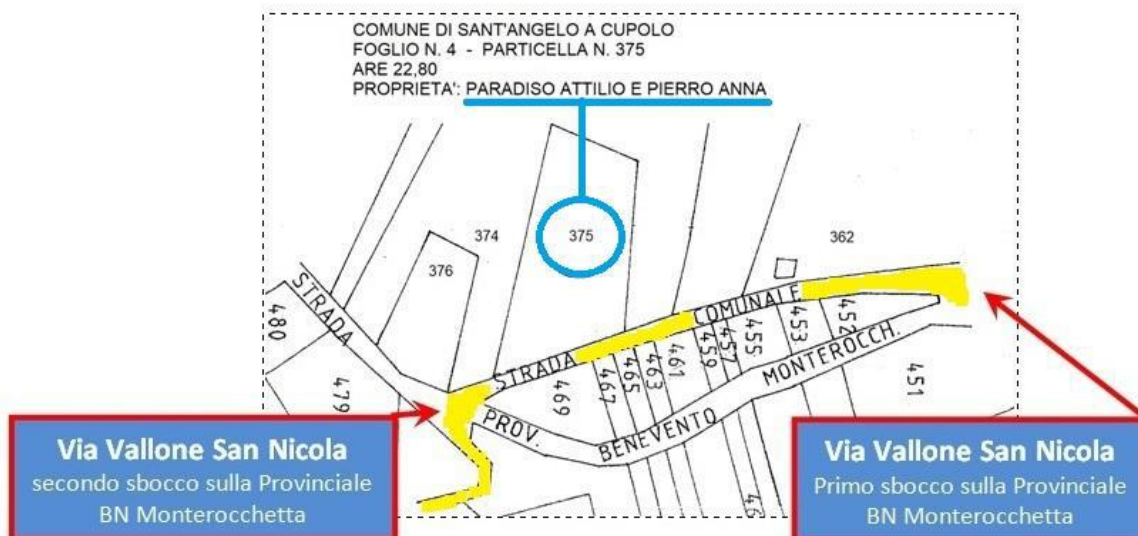 COMUNE DI SANT'ANGELO A CUPOLO
FOGLIO N. 4 - PARTICELLA N. 375
ARE 22,80
PROPRIETA': PARADISO ATTILIO E PIERRO ANNA
374
375
362
376
STRADA
480
479
STRADA
COMUNALE
469
467
465
463
461
459
457
455
453
452
451
PROV.
BENEVENTO
MONTEROCCH.
Via Vallone San Nicola
secondo sbocco sulla Provinciale
BN Monterocchetta
Via Vallone San Nicola
Primo sbocco sulla Provinciale
BN Monterocchetta